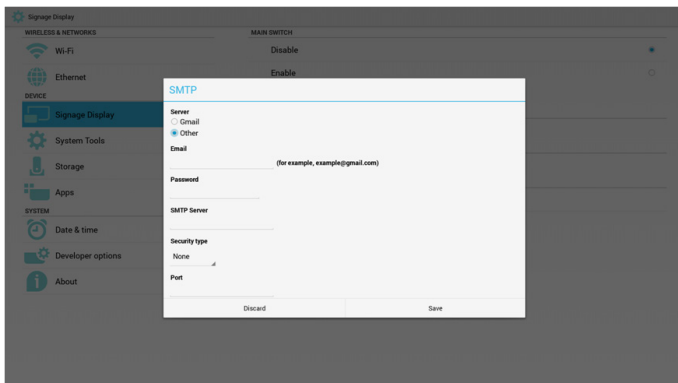 Signage Display
WIRELESS & NETWORKS
Wi-Fi
Ethernet
DEVICE
Signage Display
System Tools
Storage
Apps
SYSTEM
Date & time
Developer options
About
MAIN SWITCH
Disable
Enable
SMTP
Server
Gmail
Other
Email
(for example, example@gmail.com)
Password
SMTP Server
Security type
None
Port
Discard
Save